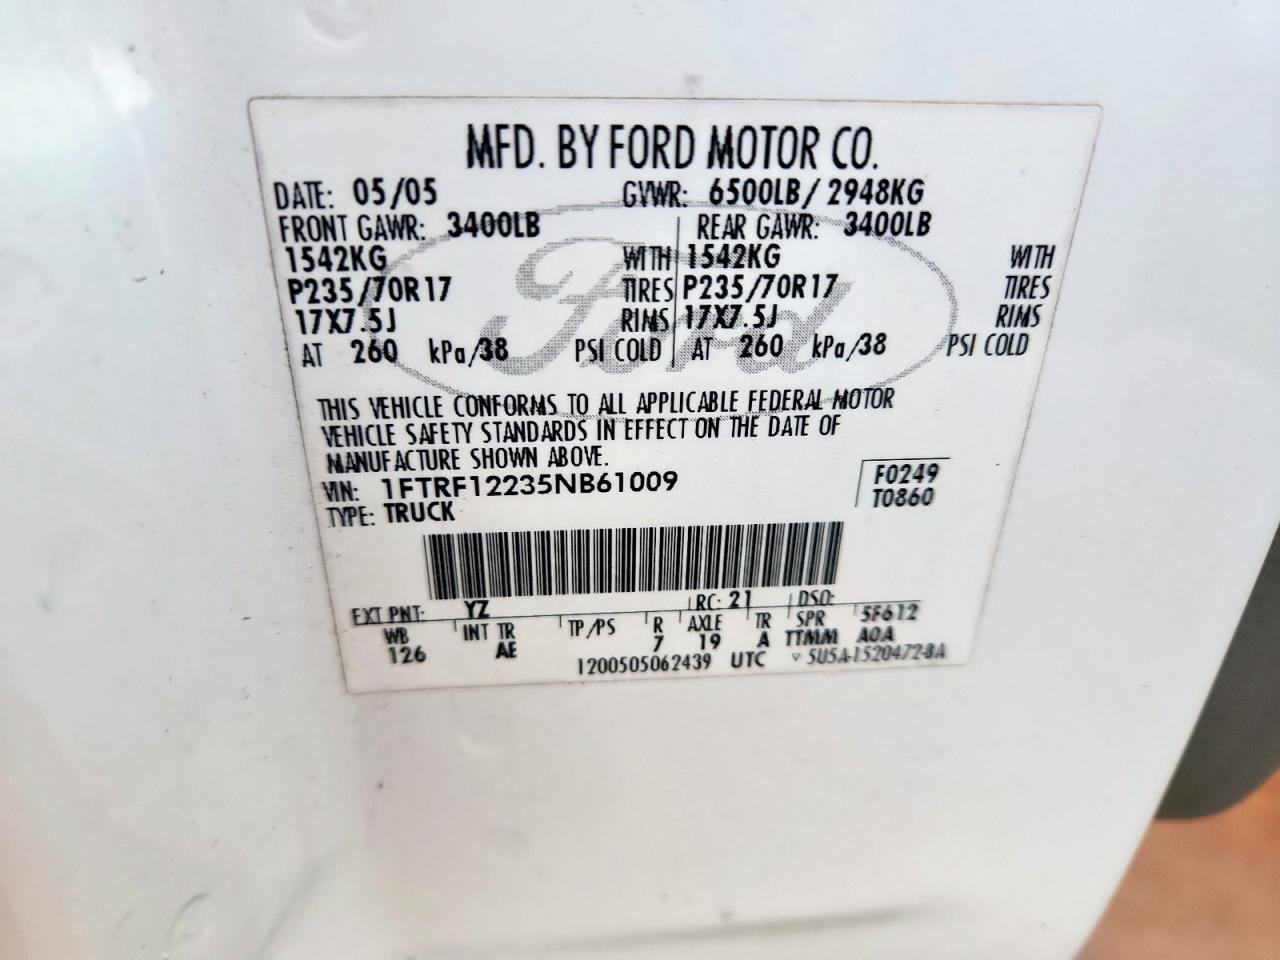 MFD. BY FORD MOTOR CO.
DATE: 05/05 GVWR: 6500LB/ 2948KG
FRONT GAWR: 3400LB REAR GAWR: 3400LB
1542KG WITH 1542KG WITH
P235/70R17 TIRES P235/70R17 TIRES
17X7.5J RIMS 17X7.5J RIMS
AT 260 kPa/38 PSI COLD AT 260 kPa/38 PSI COLD
Ford
THIS VEHICLE CONFORMS TO ALL APPLICABLE FEDERAL MOTOR
VEHICLE SAFETY STANDARDS IN EFFECT ON THE DATE OF
MANUFACTURE SHOWN ABOVE.
VIN: 1FTRF12235NB61009 F0249
TYPE: TRUCK T0860
EXT PNT: YZ RC: 21 DSO:
WB INT TR TP/PS R AXLE TR SPR 5F612
126 AE 7 19 A TTMM AOA
1200505062439 UTC ▽ 5U5A-1520472-BA